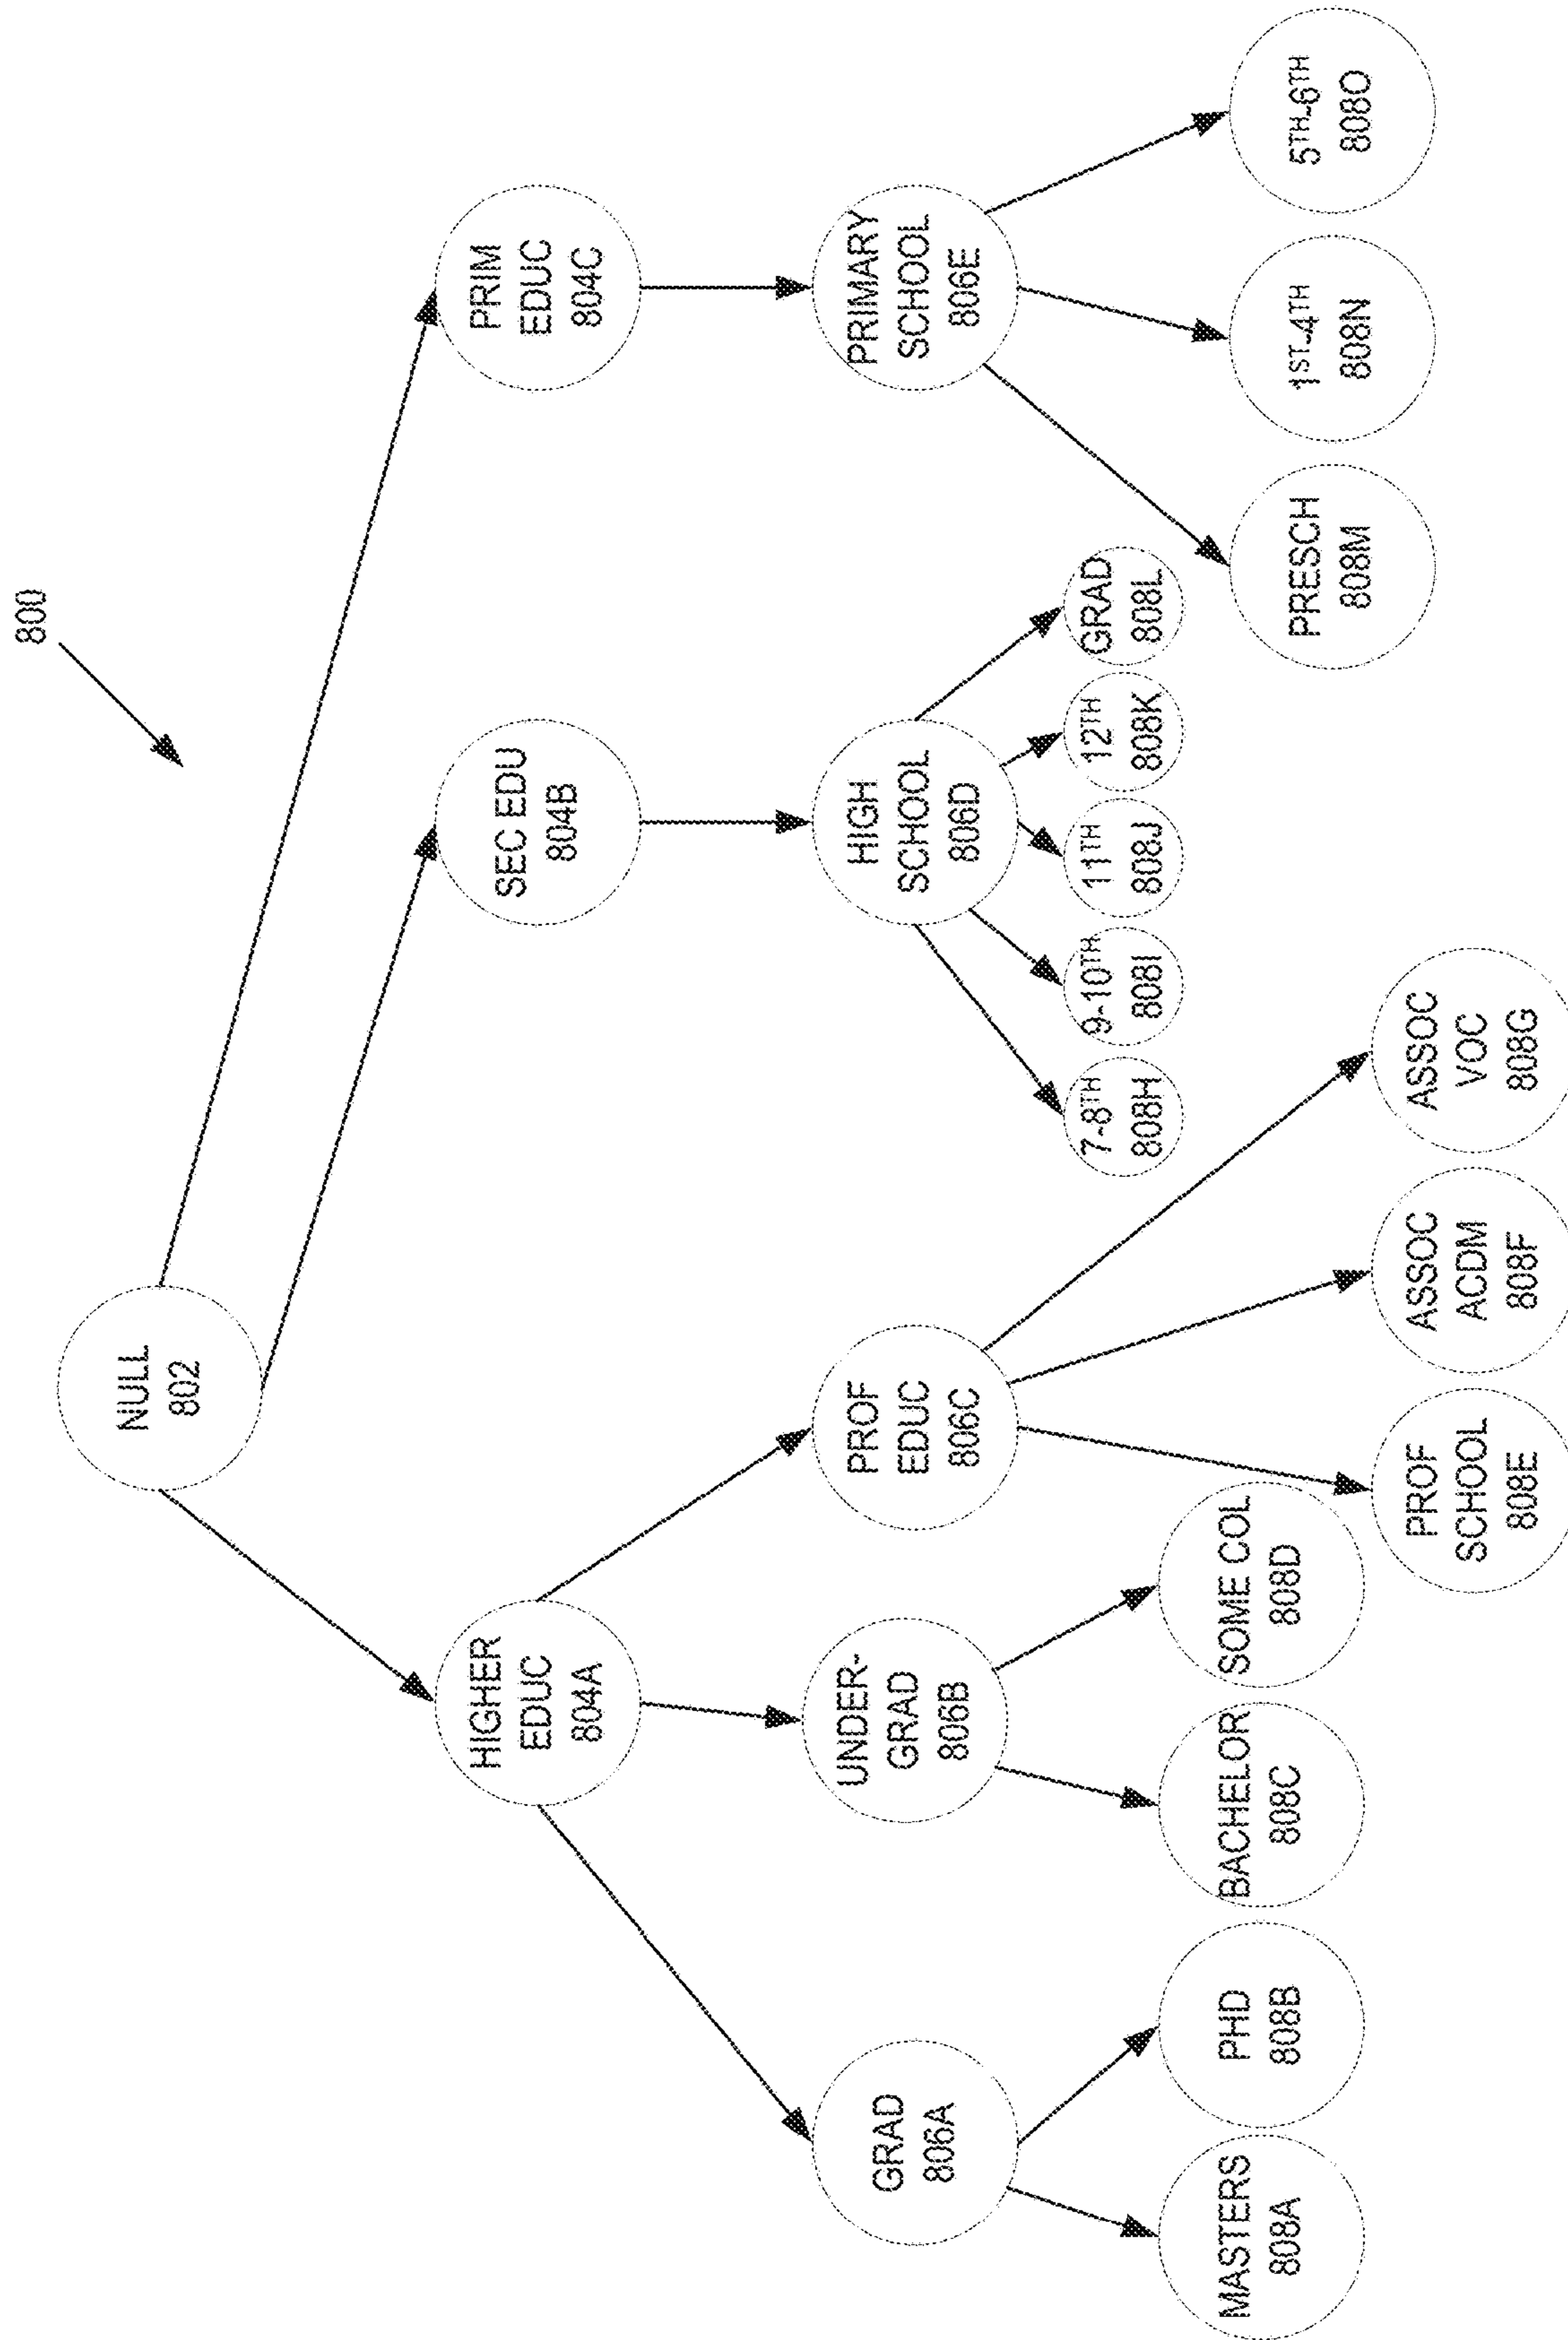 800
NULL
802
HIGHER
EDUC
804A
SEC EDU
804B
PRIM
EDUC
804C
GRAD
806A
UNDER-
GRAD
806B
PROF
EDUC
806C
HIGH
SCHOOL
806D
PRIMARY
SCHOOL
806E
MASTERS
808A
PHD
808B
BACHELOR
808C
SOME COL
808D
PROF
SCHOOL
808E
ASSOC
ACDM
808F
ASSOC
VOC
808G
7-8TH
808H
9-10TH
808I
11TH
808J
12TH
808K
GRAD
808L
PRESCH
808M
1ST-4TH
808N
5TH-6TH
808O